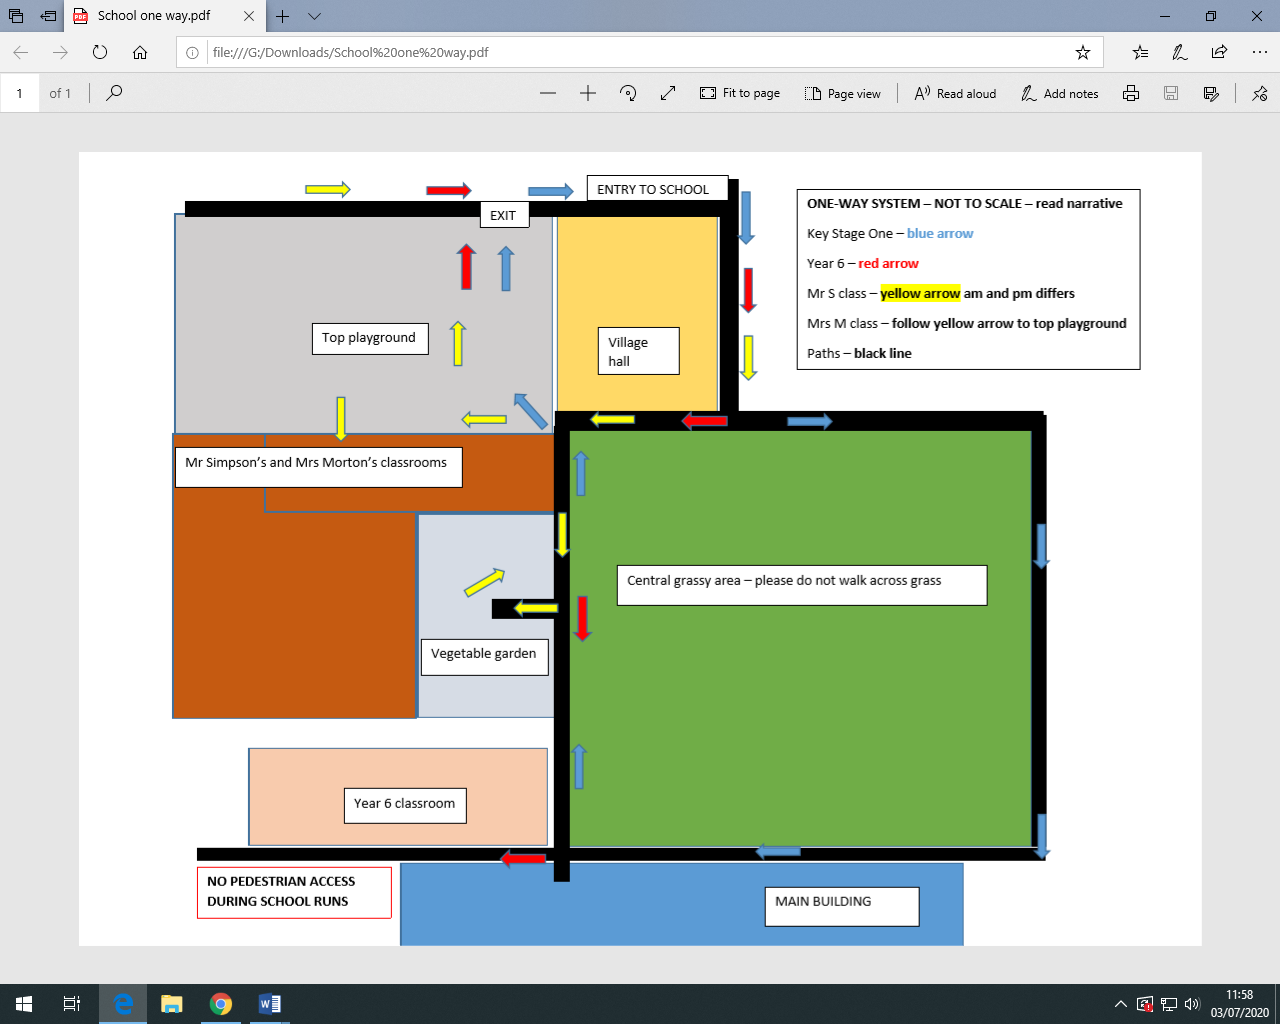 School one way.pdf
file:///G:/Downloads/School%20one%20way.pdf
1 of 1
Fit to page
Page view
Read aloud
Add notes
ENTRY TO SCHOOL
EXIT
ONE-WAY SYSTEM – NOT TO SCALE – read narrative
Key Stage One – blue arrow
Year 6 – red arrow
Mr S class – yellow arrow am and pm differs
Mrs M class – follow yellow arrow to top playground
Paths – black line
Top playground
Village
hall
Mr Simpson's and Mrs Morton's classrooms
Central grassy area – please do not walk across grass
Vegetable garden
Year 6 classroom
NO PEDESTRIAN ACCESS
DURING SCHOOL RUNS
MAIN BUILDING
11:58
03/07/2020